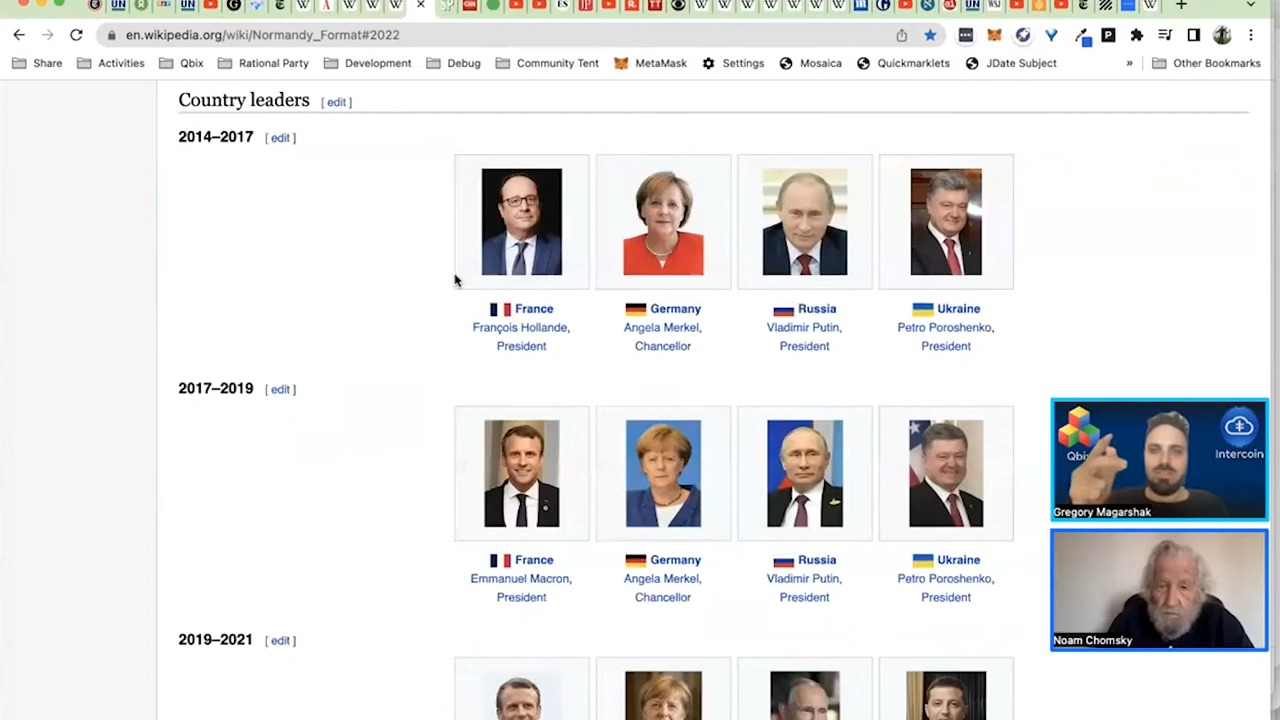 en.wikipedia.org/wiki/Normandy_Format#2022
Share Activities Qbix Rational Party Development Debug Community Tent MetaMask Settings Mosaica Quickmarklets JDate Subject » Other Bookmarks
Country leaders [ edit ]
2014–2017 [ edit ]
France Germany Russia Ukraine
François Hollande, Angela Merkel, Vladimir Putin, Petro Poroshenko,
President Chancellor President President
2017–2019 [ edit ]
France Germany Russia Ukraine
Emmanuel Macron, Angela Merkel, Vladimir Putin, Petro Poroshenko,
President Chancellor President President
2019–2021 [ edit ]
Intercoin
Gregory Magarshak
Noam Chomsky